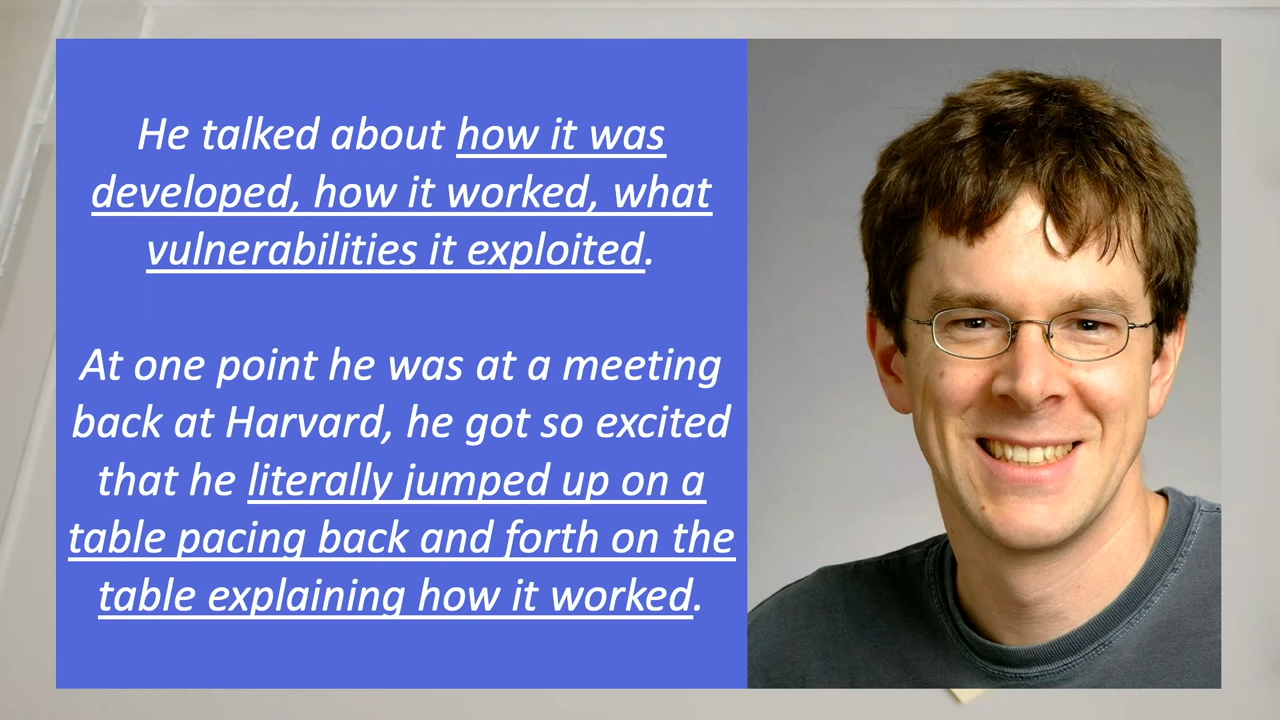 He talked about how it was
developed, how it worked, what
vulnerabilities it exploited.
At one point he was at a meeting
back at Harvard, he got so excited
that he literally jumped up on a
table pacing back and forth on the
table explaining how it worked.